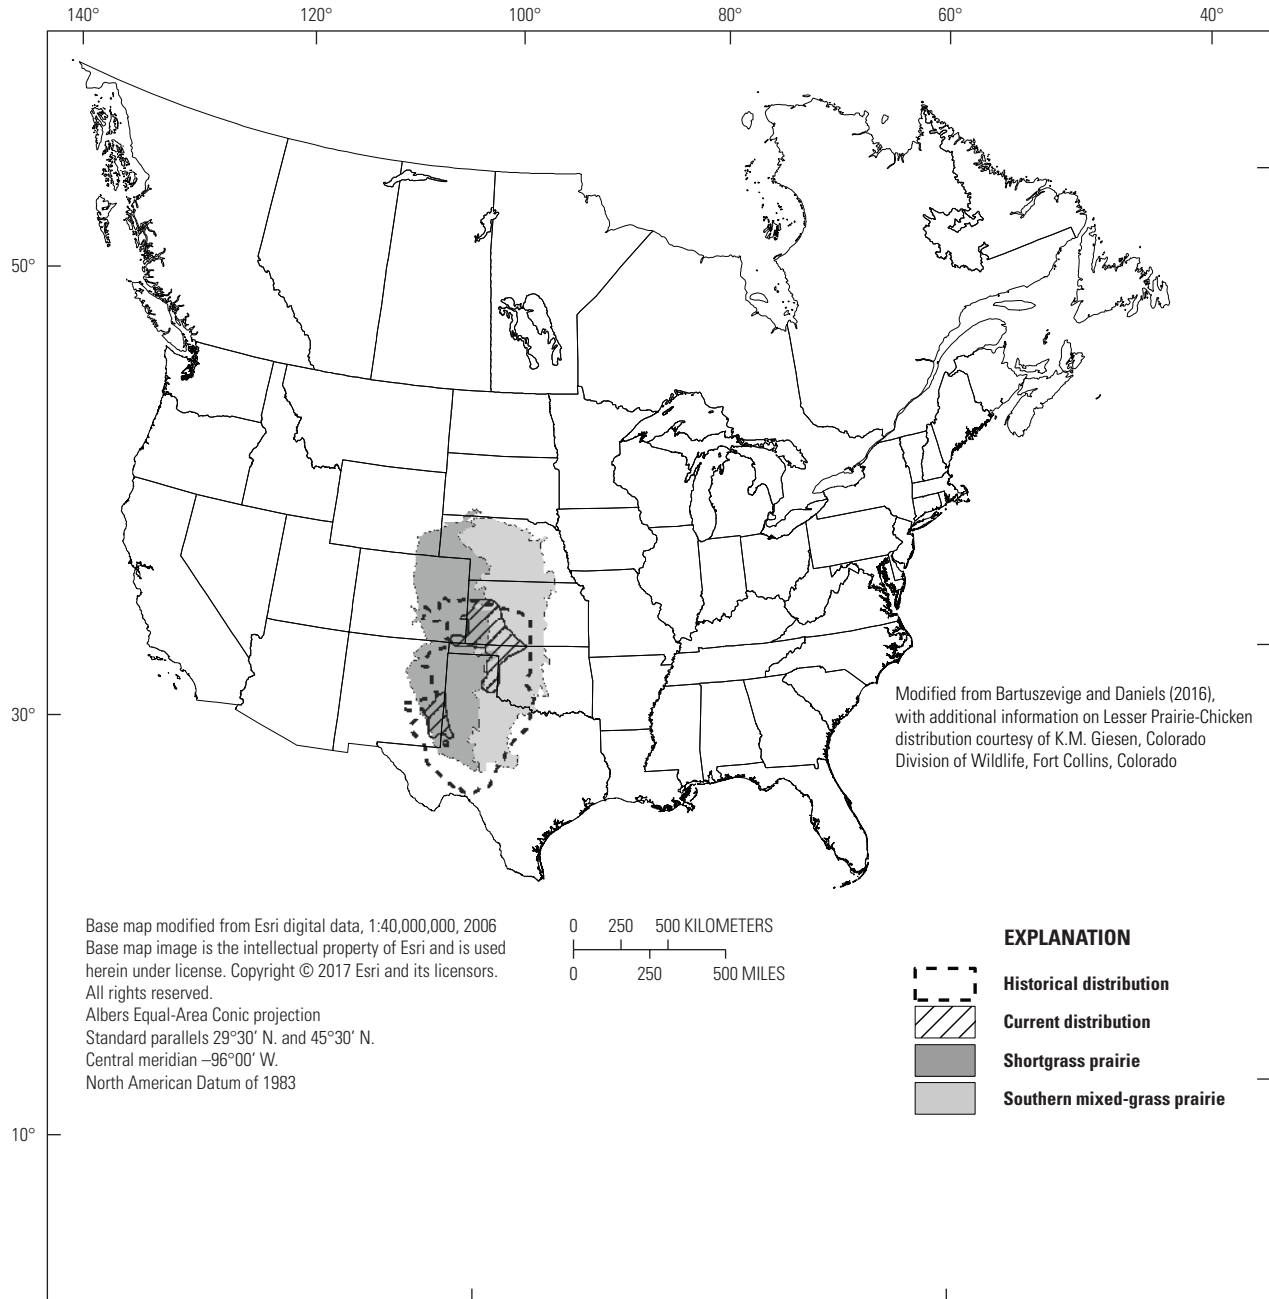 140° 120° 100° 80° 60° 40°
50°
30°
10°
Modified from Bartuszevige and Daniels (2016),
with additional information on Lesser Prairie-Chicken
distribution courtesy of K.M. Giesen, Colorado
Division of Wildlife, Fort Collins, Colorado
Base map modified from Esri digital data, 1:40,000,000, 2006
Base map image is the intellectual property of Esri and is used
herein under license. Copyright © 2017 Esri and its licensors.
All rights reserved.
Albers Equal-Area Conic projection
Standard parallels 29°30′ N. and 45°30′ N.
Central meridian –96°00′ W.
North American Datum of 1983
0 250 500 KILOMETERS
0 250 500 MILES
EXPLANATION
Historical distribution
Current distribution
Shortgrass prairie
Southern mixed-grass prairie